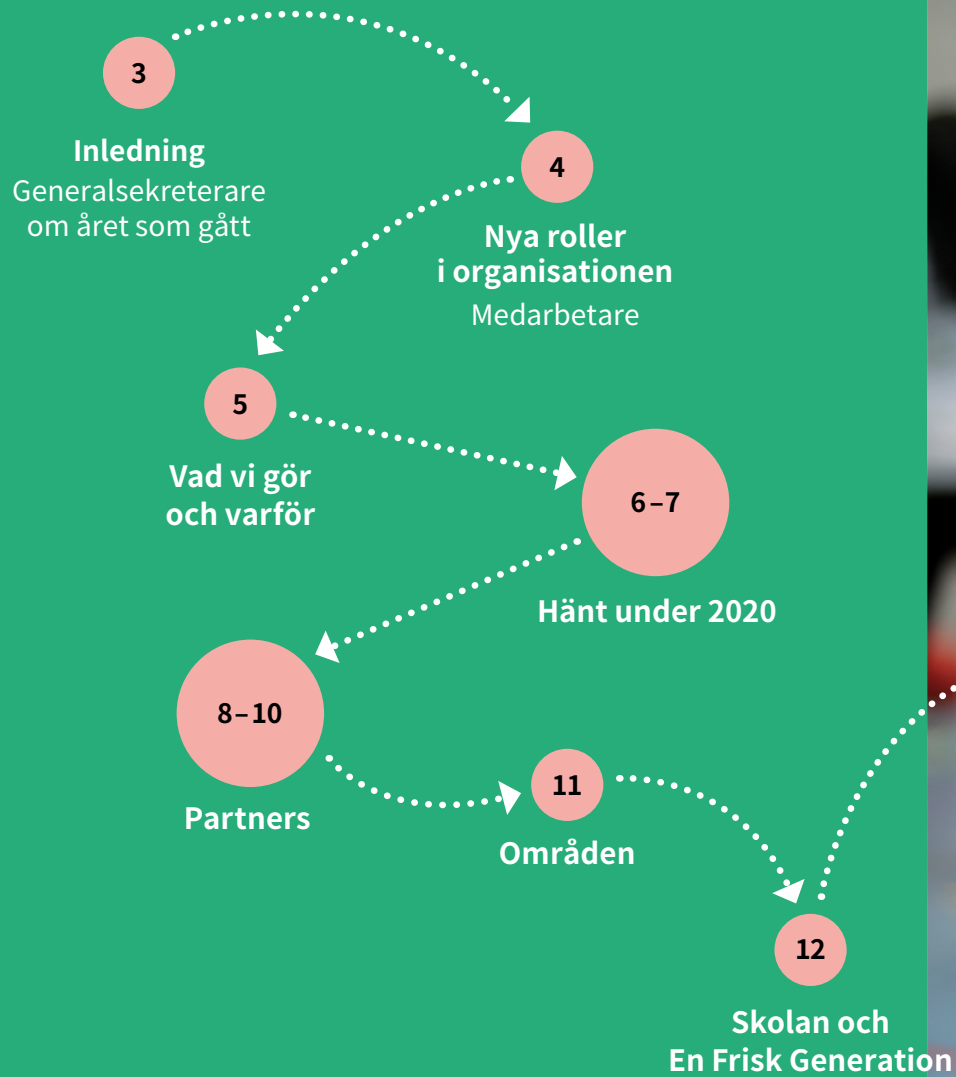 3
Inledning
Generalsekreterare
om året som gått
4
Nya roller
i organisationen
Medarbetare
5
Vad vi gör
och varför
6–7
Hänt under 2020
8–10
Partners
11
Områden
12
Skolan och
En Frisk Generation